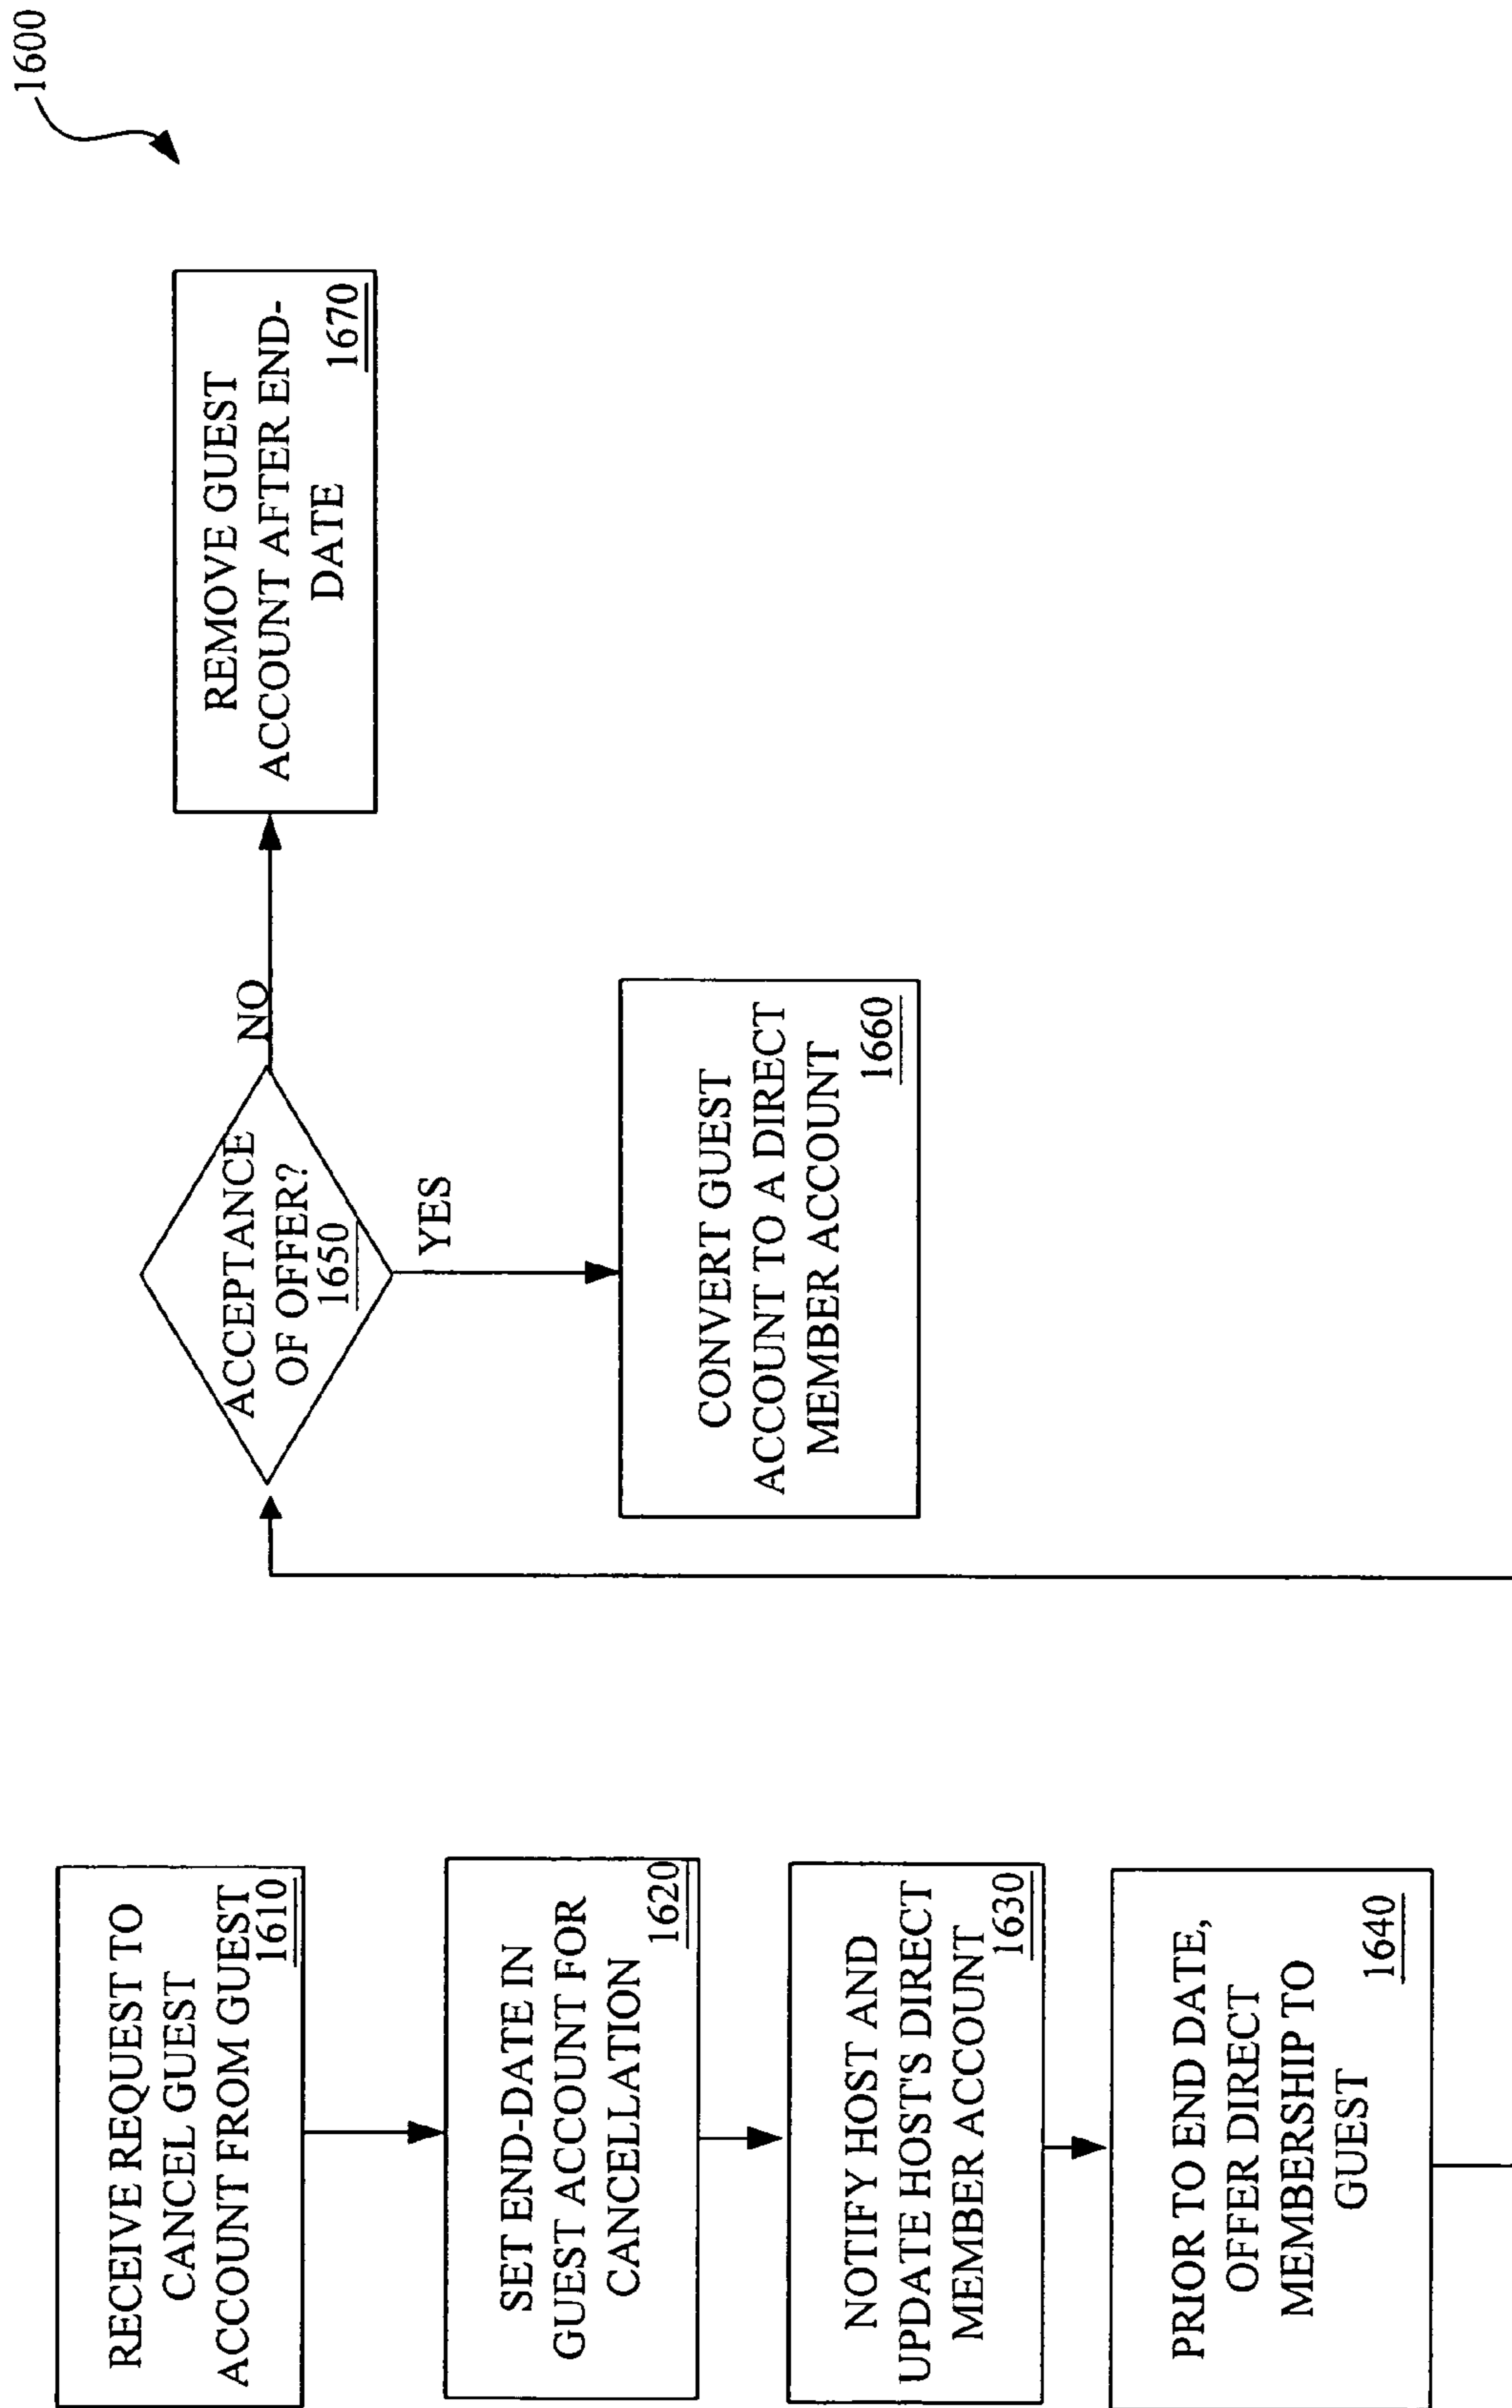 1600
RECEIVE REQUEST TO
CANCEL GUEST
ACCOUNT FROM GUEST
1610
SET END-DATE IN
GUEST ACCOUNT FOR
CANCELLATION
1620
NOTIFY HOST AND
UPDATE HOST'S DIRECT
MEMBER ACCOUNT
1630
PRIOR TO END DATE,
OFFER DIRECT
MEMBERSHIP TO
GUEST
1640
ACCEPTANCE
OF OFFER?
1650
YES
NO
CONVERT GUEST
ACCOUNT TO A DIRECT
MEMBER ACCOUNT
1660
REMOVE GUEST
ACCOUNT AFTER END-
DATE
1670